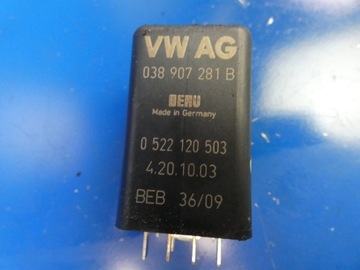 VW AG
038 907 281 B
BERU
Made in Germany
0 522 120 503
4.20.10.03
BEB 36/09